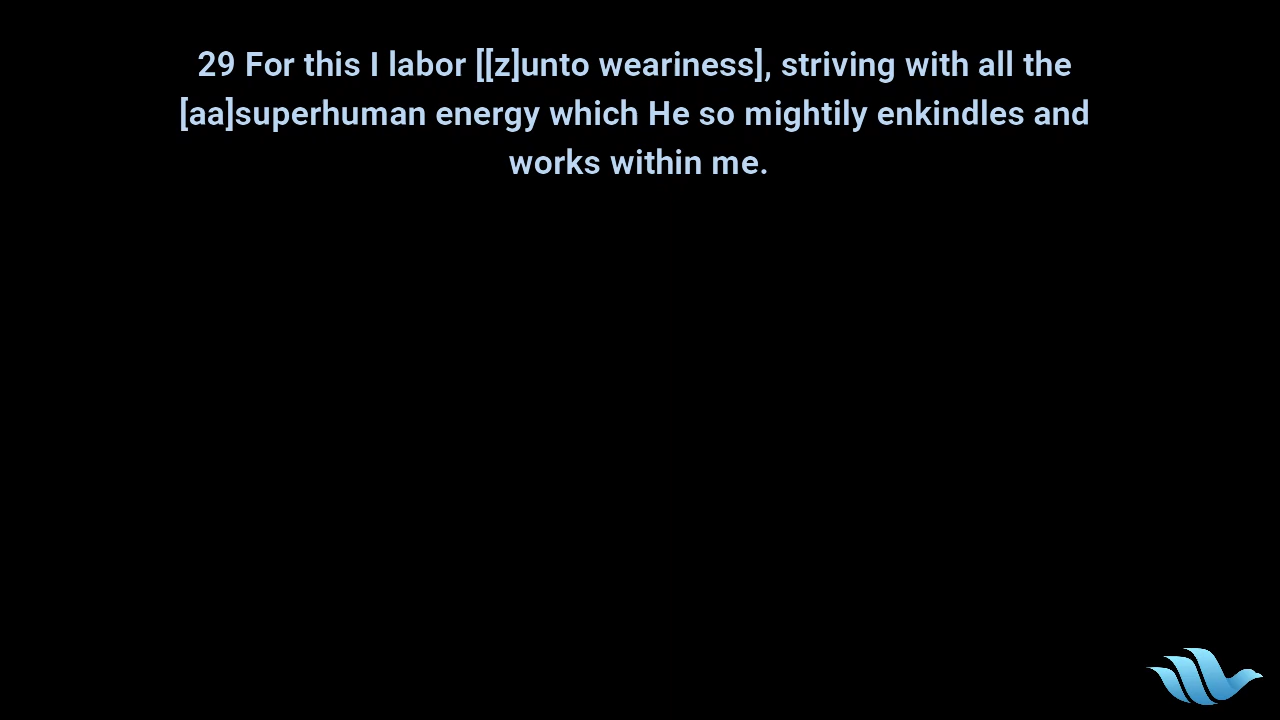 29 For this I labor [[z]unto weariness], striving with all the
[aa]superhuman energy which He so mightily enkindles and
works within me.